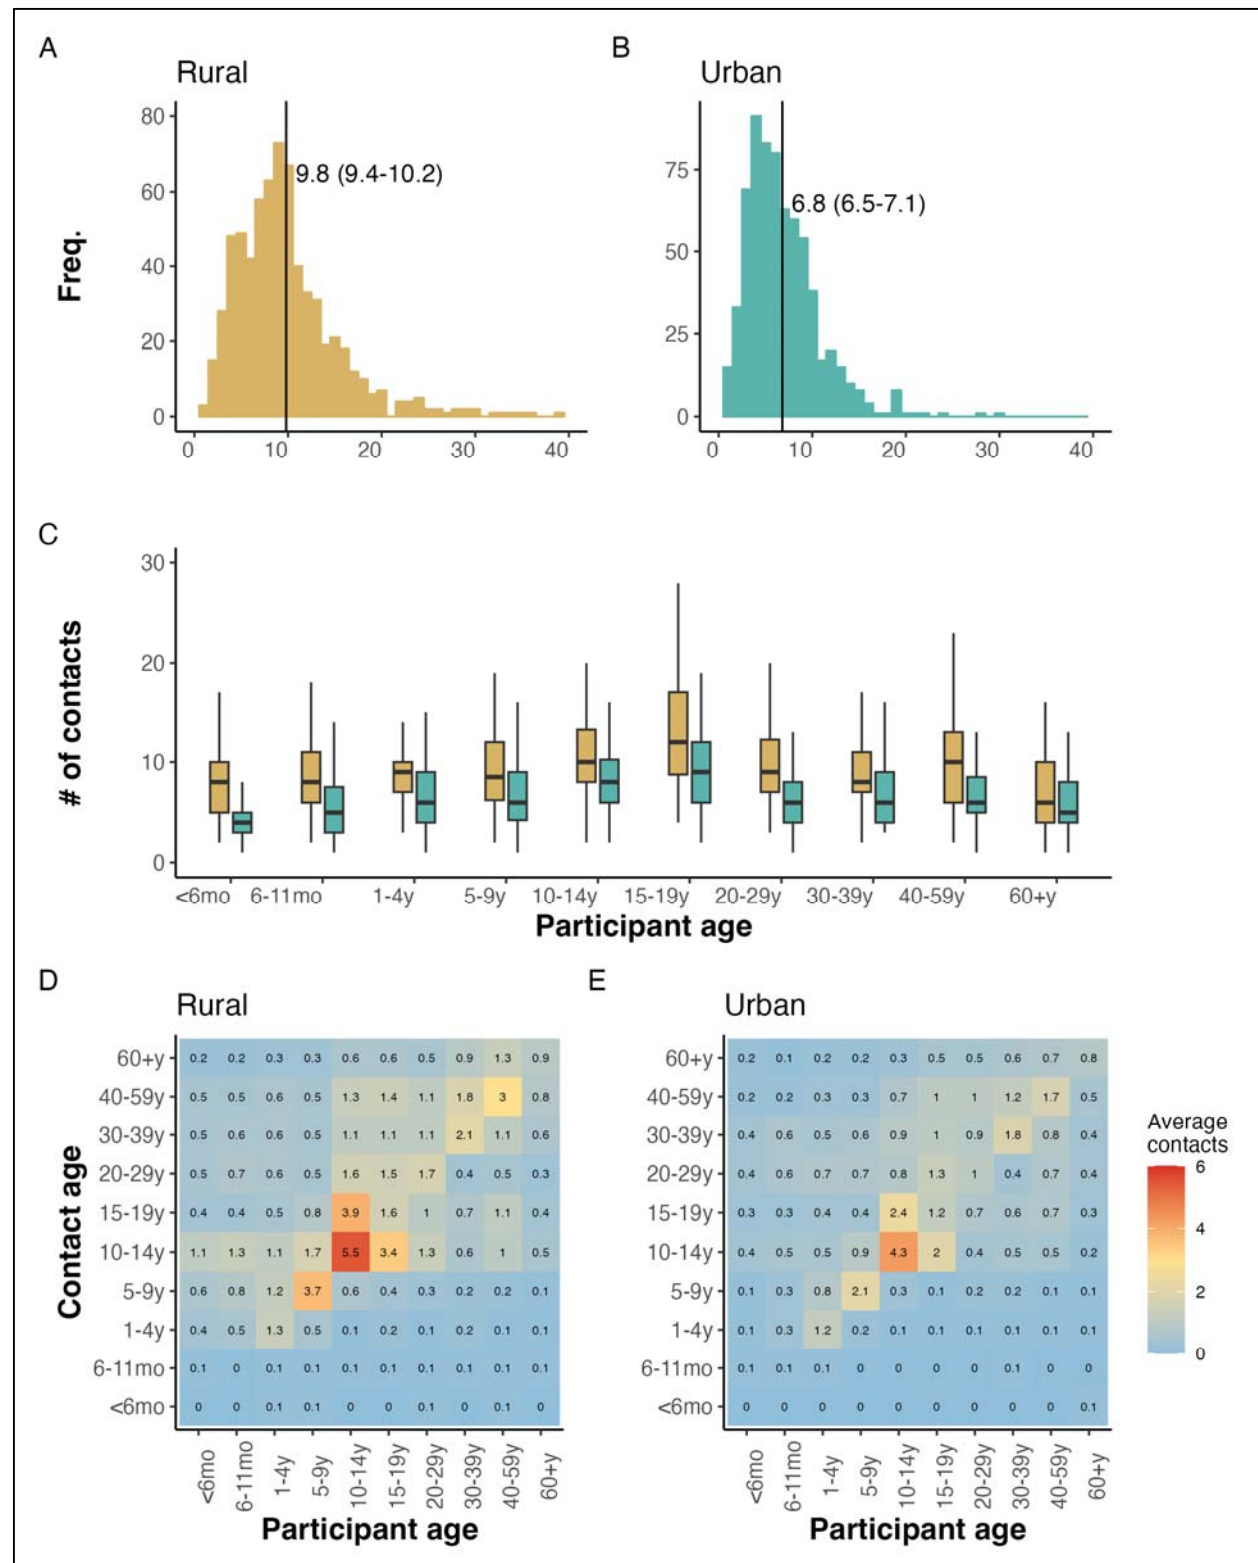 A
Rural
B
Urban
80
60
40
20
0
Freq.
9.8 (9.4-10.2)
0 10 20 30 40
75
50
25
0
6.8 (6.5-7.1)
0 10 20 30 40
C
30
20
10
0
# of contacts
<6mo 6-11mo 1-4y 5-9y 10-14y 15-19y 20-29y 30-39y 40-59y 60+y
Participant age
D
Rural
E
Urban
Contact age
60+y 0.2 0.2 0.3 0.3 0.6 0.6 0.5 0.9 1.3 0.9
40-59y 0.5 0.5 0.6 0.5 1.3 1.4 1.1 1.8 3 0.8
30-39y 0.5 0.6 0.6 0.5 1.1 1.1 1.1 2.1 1.1 0.6
20-29y 0.5 0.7 0.6 0.5 1.6 1.5 1.7 0.4 0.5 0.3
15-19y 0.4 0.4 0.5 0.8 3.9 1.6 1 0.7 1.1 0.4
10-14y 1.1 1.3 1.1 1.7 5.5 3.4 1.3 0.6 1 0.5
5-9y 0.6 0.8 1.2 3.7 0.6 0.4 0.3 0.2 0.2 0.1
1-4y 0.4 0.5 1.3 0.5 0.1 0.2 0.1 0.2 0.1 0.1
6-11mo 0.1 0 0.1 0.1 0.1 0.1 0.1 0.1 0.1 0.1
<6mo 0 0 0.1 0.1 0 0 0.1 0 0.1 0
<6mo 6-11mo 1-4y 5-9y 10-14y 15-19y 20-29y 30-39y 40-59y 60+y
Participant age
0.2 0.1 0.2 0.2 0.3 0.5 0.5 0.6 0.7 0.8
0.2 0.2 0.3 0.3 0.7 1 1 1.2 1.7 0.5
0.4 0.6 0.5 0.6 0.9 1 0.9 1.8 0.8 0.4
0.4 0.6 0.7 0.7 0.8 1.3 1 0.4 0.7 0.4
0.3 0.3 0.4 0.4 2.4 1.2 0.7 0.6 0.7 0.3
0.4 0.5 0.5 0.9 4.3 2 0.4 0.5 0.5 0.2
0.1 0.3 0.8 2.1 0.3 0.1 0.2 0.2 0.1 0.1
0.1 0.3 1.2 0.2 0.1 0.1 0.1 0.1 0.1 0.1
0.1 0.1 0.1 0 0 0 0 0.1 0 0
0 0 0 0 0 0 0 0 0 0.1
<6mo 6-11mo 1-4y 5-9y 10-14y 15-19y 20-29y 30-39y 40-59y 60+y
Participant age
Average
contacts
6
4
2
0